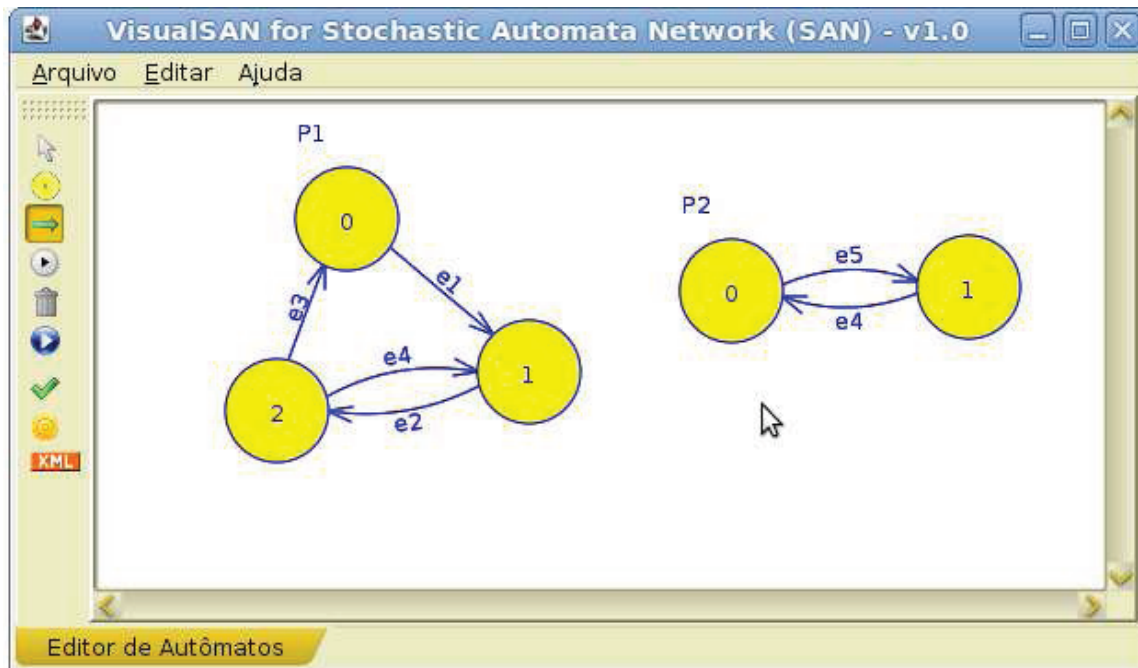 VisualSAN for Stochastic Automata Network (SAN) - v1.0
Arquivo Editar Ajuda
P1
0
e1
e3
e4
1
2
e2
P2
e5
0
1
e4
XML
Editor de Autômatos